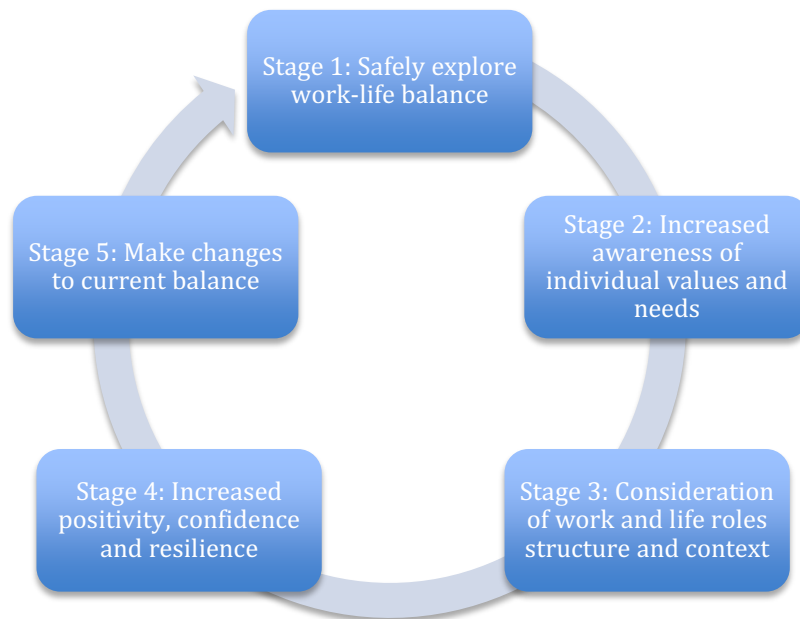 Stage 1: Safely explore
work-life balance
Stage 2: Increased
awareness of
individual values and
needs
Stage 3: Consideration
of work and life roles
structure and context
Stage 4: Increased
positivity, confidence
and resilience
Stage 5: Make changes
to current balance